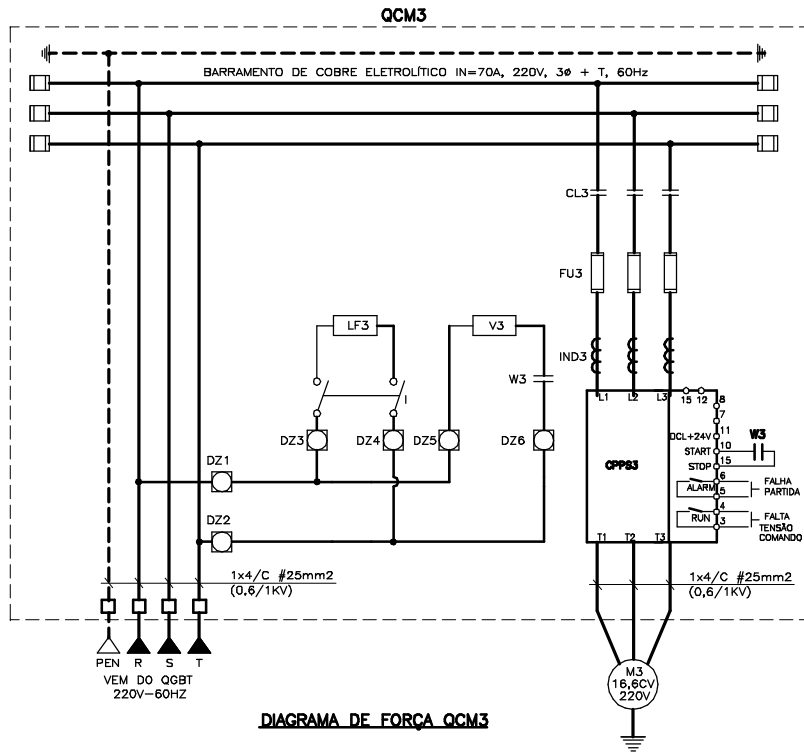 QCM3
BARRAMENTO DE COBRE ELETROLÍTICO IN=70A, 220V, 3ø + T, 60Hz
CL3
FU3
LF3
V3
IND3
W3
I
L1 L2 L3
15 12
8
7
DCL+24V 11
START 10
W3
STOP 15
DZ3 DZ4 DZ5 DZ6
CPPS3
DZ1
ALARM 6
5
FALHA
PARTIDA
RUN 4
3
FALTA
TENSÃO
COMANDO
DZ2
T1 T2 T3
1x4/C #25mm2
(0,6/1KV)
1x4/C #25mm2
(0,6/1KV)
PEN R S T
VEM DO QGBT
220V-60HZ
M3
16,6CV
220V
DIAGRAMA DE FORÇA QCM3